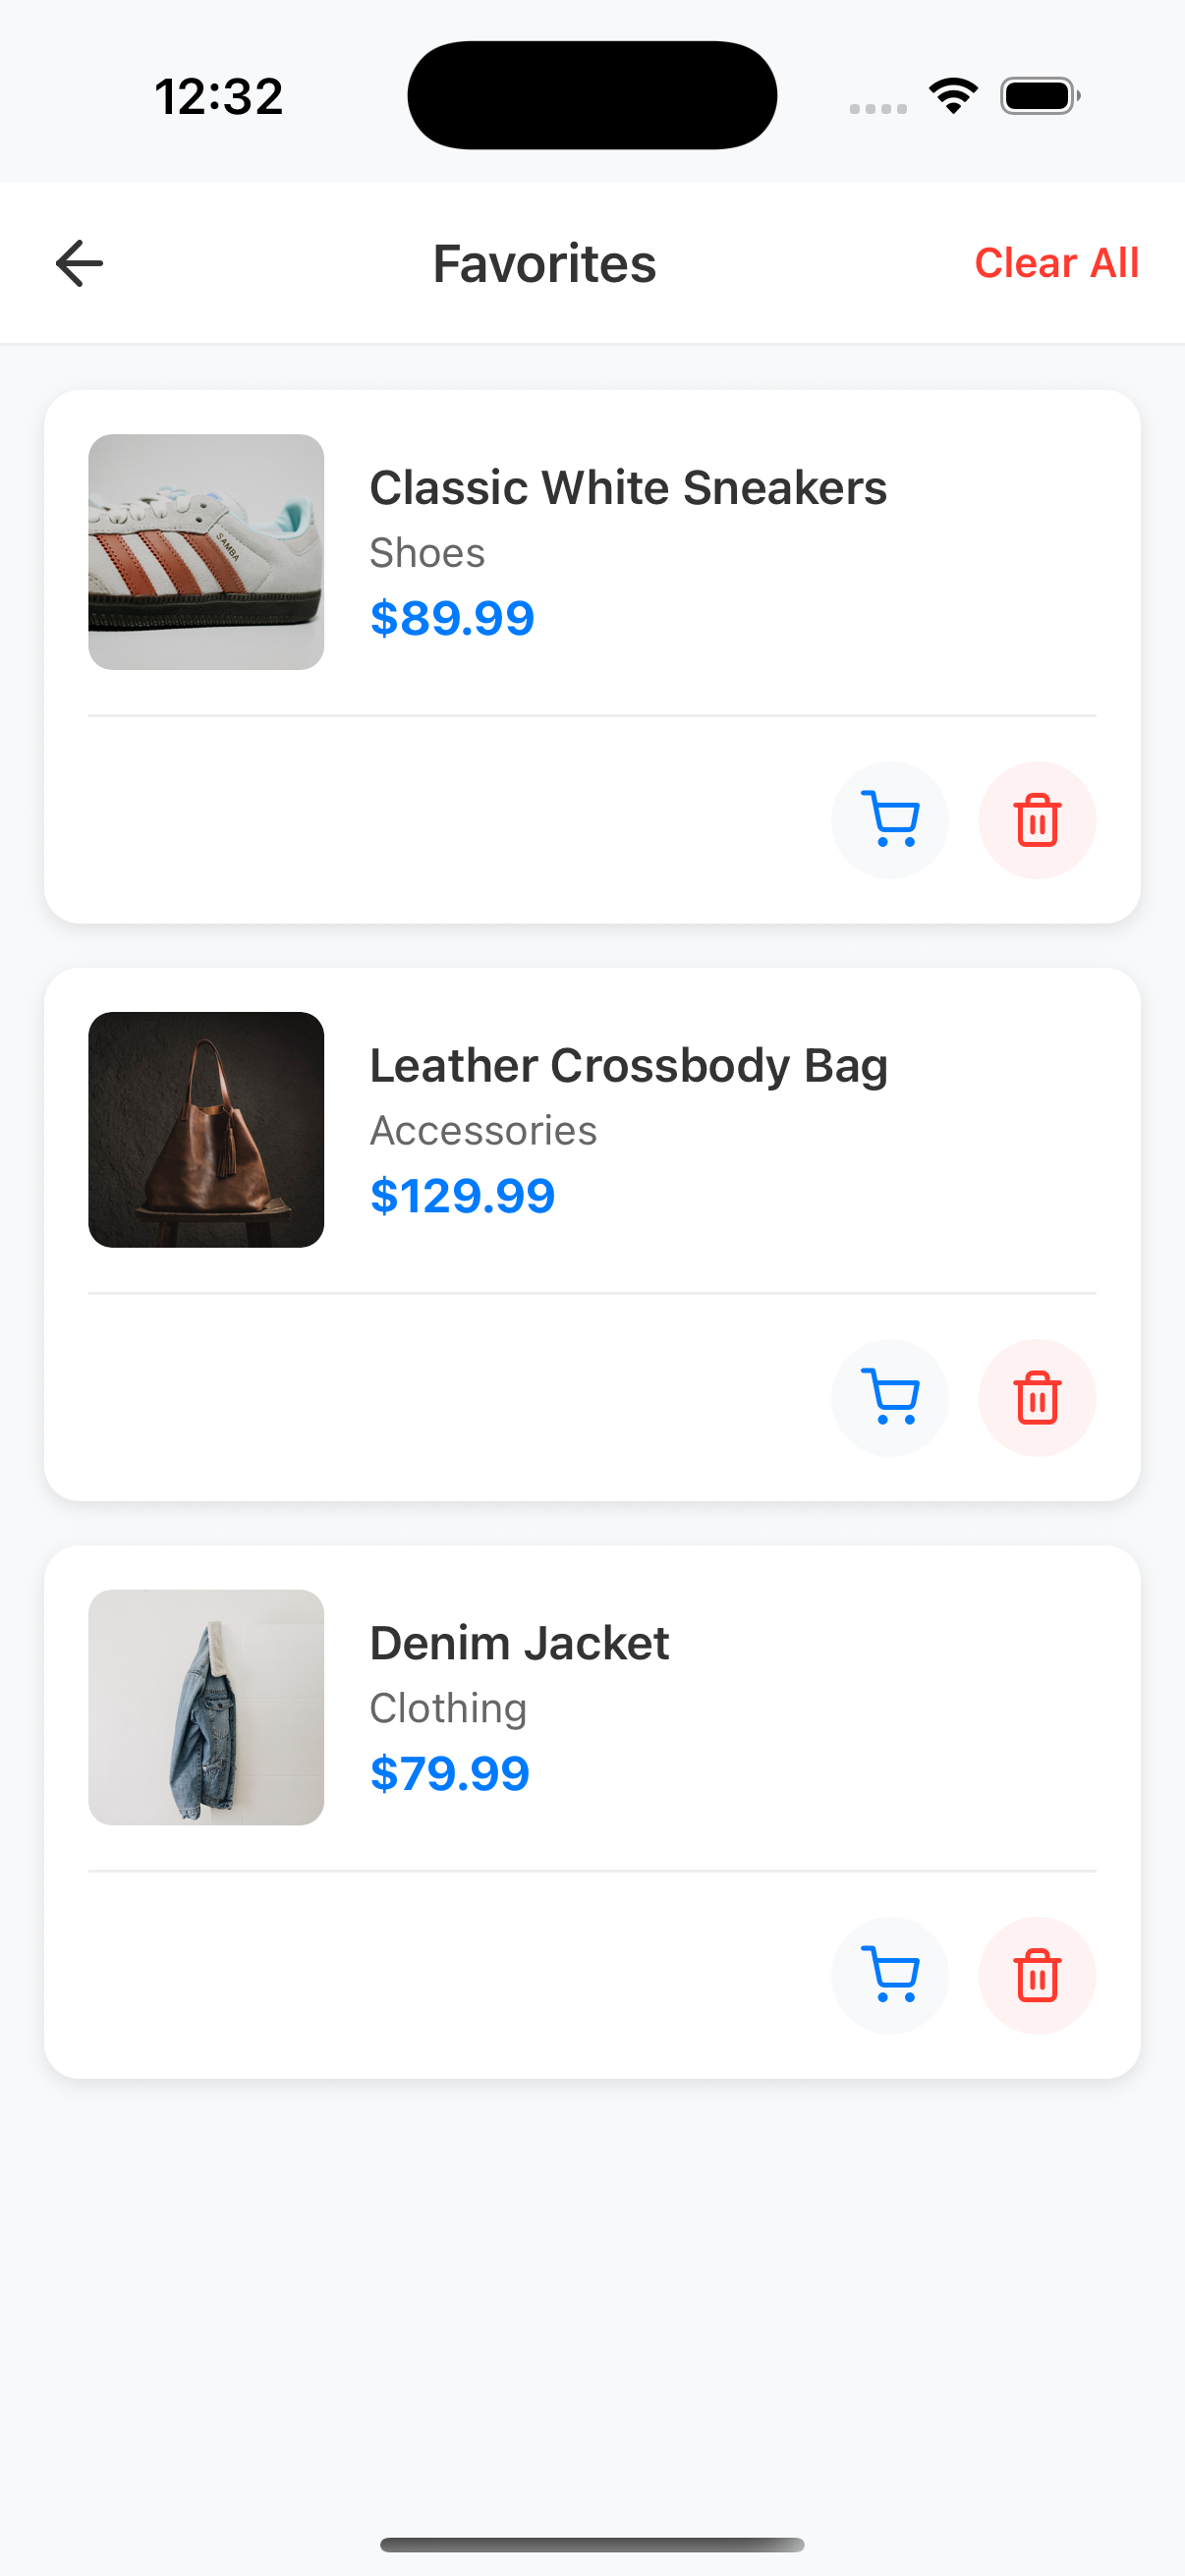 12:32
Favorites
Clear All
SAMBA
Classic White Sneakers
Shoes
$89.99
Leather Crossbody Bag
Accessories
$129.99
Denim Jacket
Clothing
$79.99